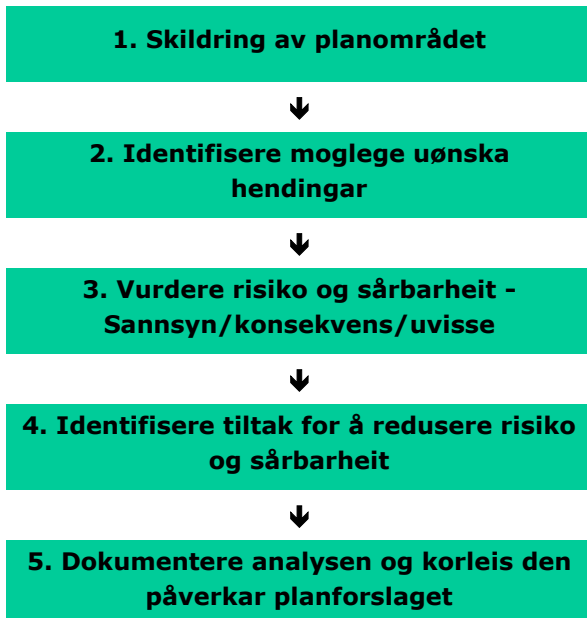 1. Skildring av planområdet
2. Identifisere moglege uønska
hendingar
3. Vurdere risiko og sårbarheit -
Sannsyn/konsekvens/uvisse
4. Identifisere tiltak for å redusere risiko
og sårbarheit
5. Dokumentere analysen og korleis den
påverkar planforslaget